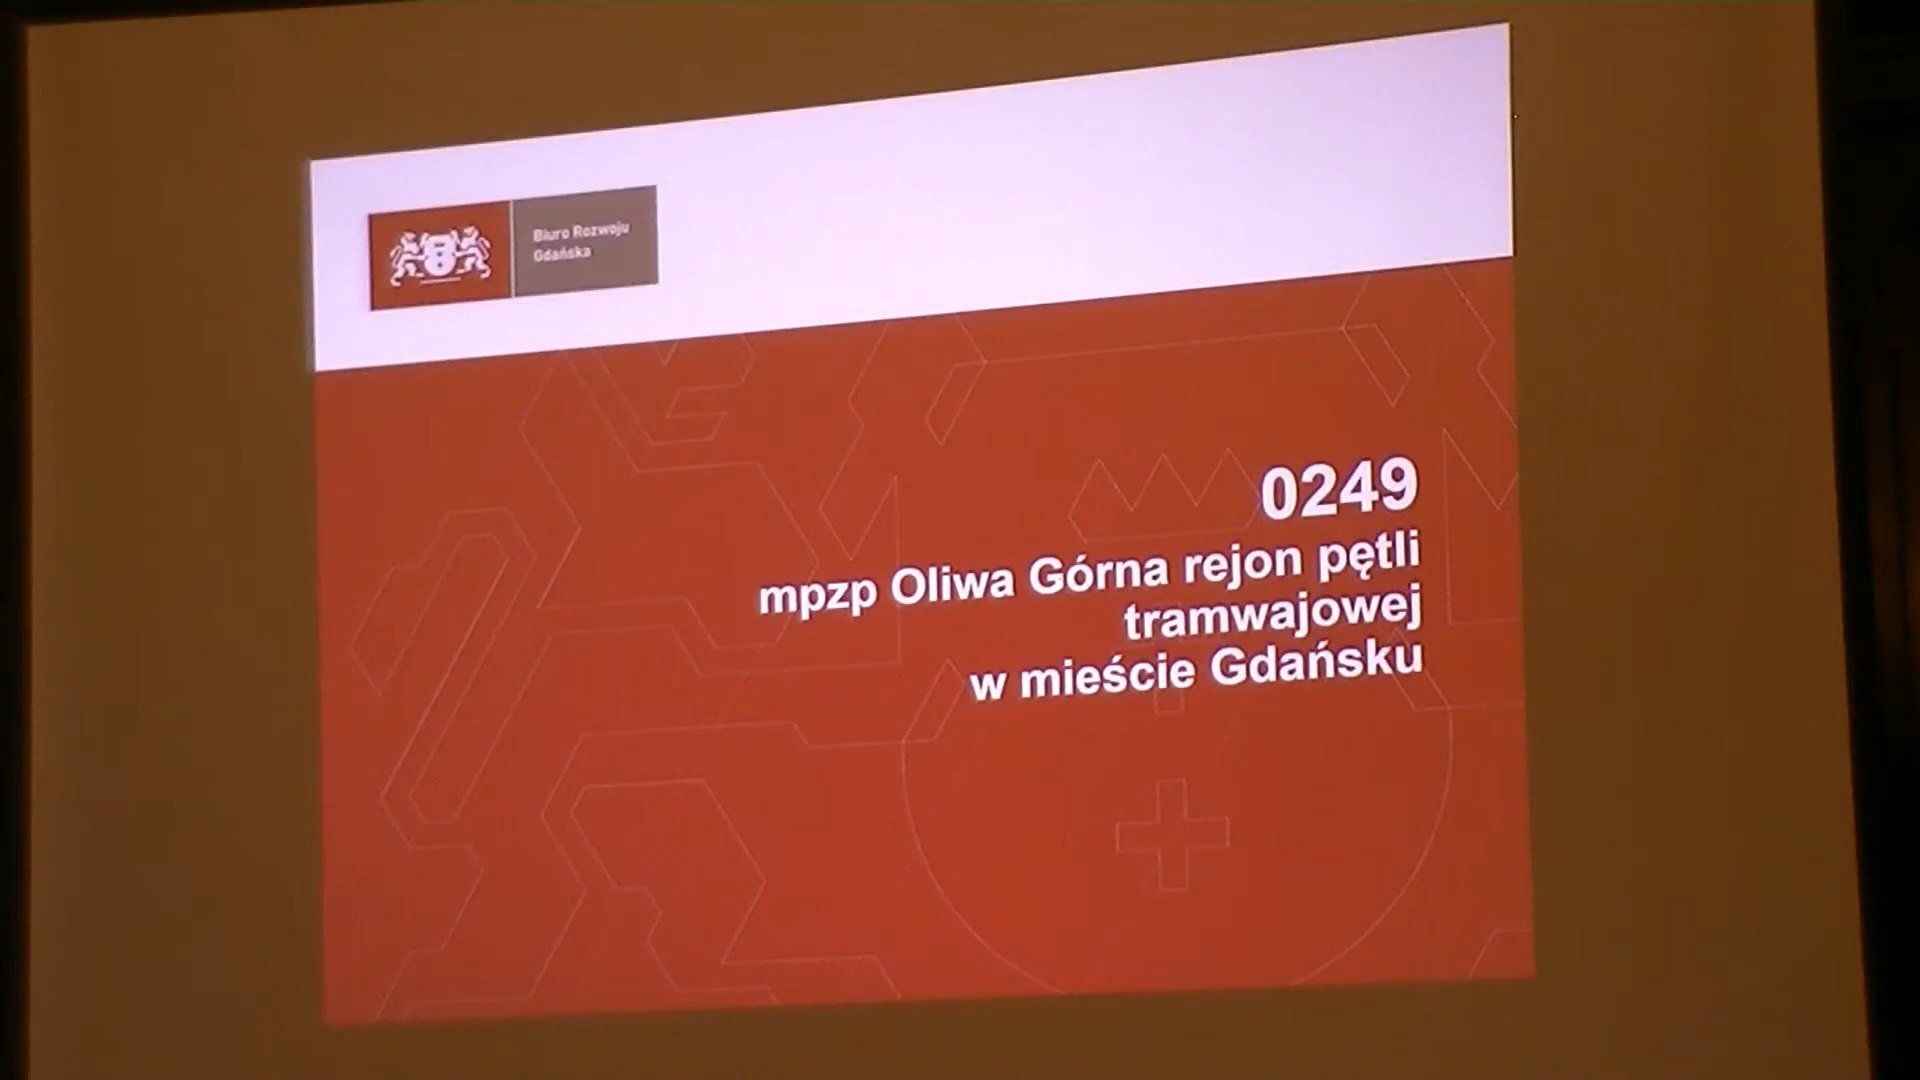 Biuro Rozwoju
Gdańska
0249
mpzp Oliwa Górna rejon pętli
tramwajowej
w mieście Gdańsku